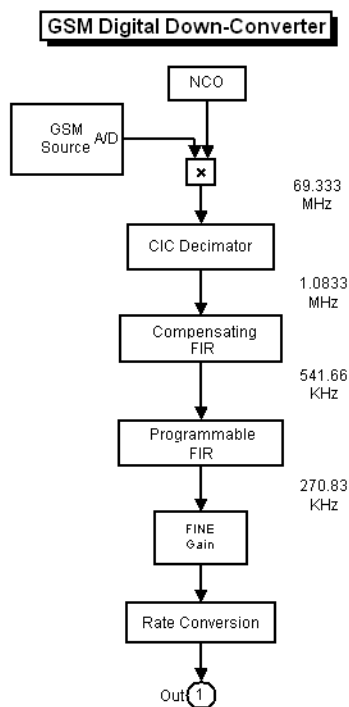 GSM Digital Down-Converter
NCO
GSM
Source
A/D
×
69.333
MHz
CIC Decimator
1.0833
MHz
Compensating
FIR
541.66
KHz
Programmable
FIR
270.83
KHz
FINE
Gain
Rate Conversion
Out 1